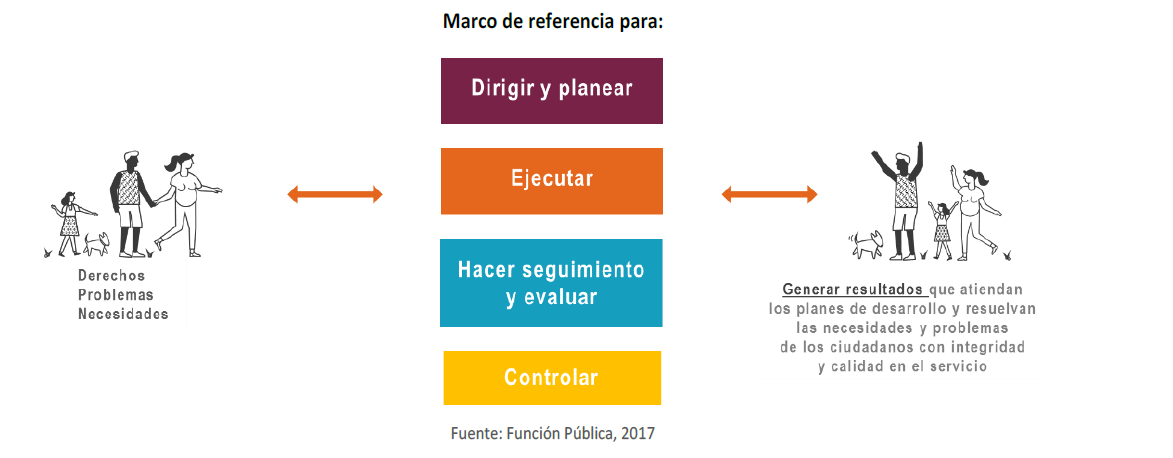 Marco de referencia para:
Dirigir y planear
Ejecutar
Hacer seguimiento
y evaluar
Controlar
Fuente: Función Pública, 2017
Derechos
Problemas
Necesidades
Generar resultados que atiendan
los planes de desarrollo y resuelvan
las necesidades y problemas
de los ciudadanos con integridad
y calidad en el servicio